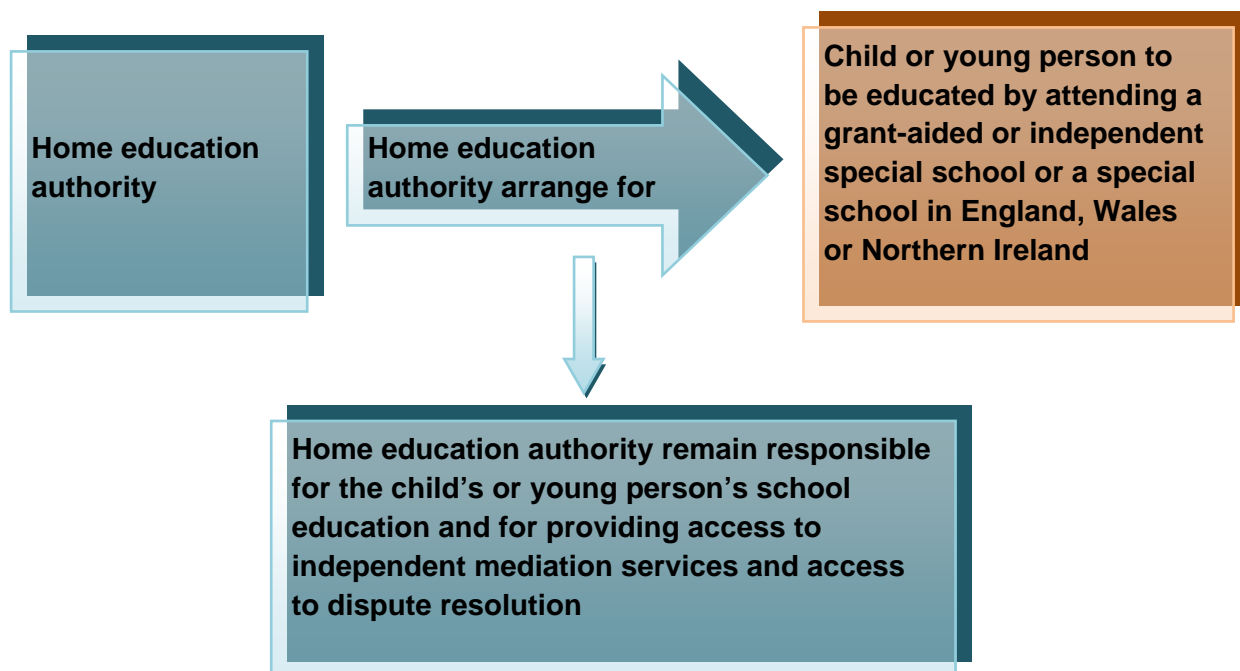 Home education
authority
Home education
authority arrange for
Child or young person to
be educated by attending a
grant-aided or independent
special school or a special
school in England, Wales
or Northern Ireland
Home education authority remain responsible
for the child’s or young person’s school
education and for providing access to
independent mediation services and access
to dispute resolution